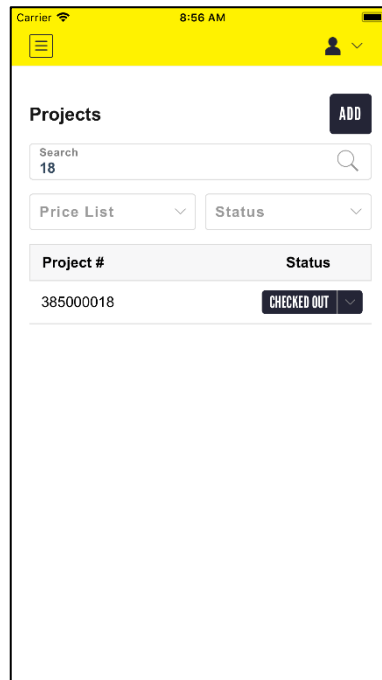 Carrier 8:56 AM
Projects ADD
Search
18
Price List Status
Project # Status
385000018 CHECKED OUT